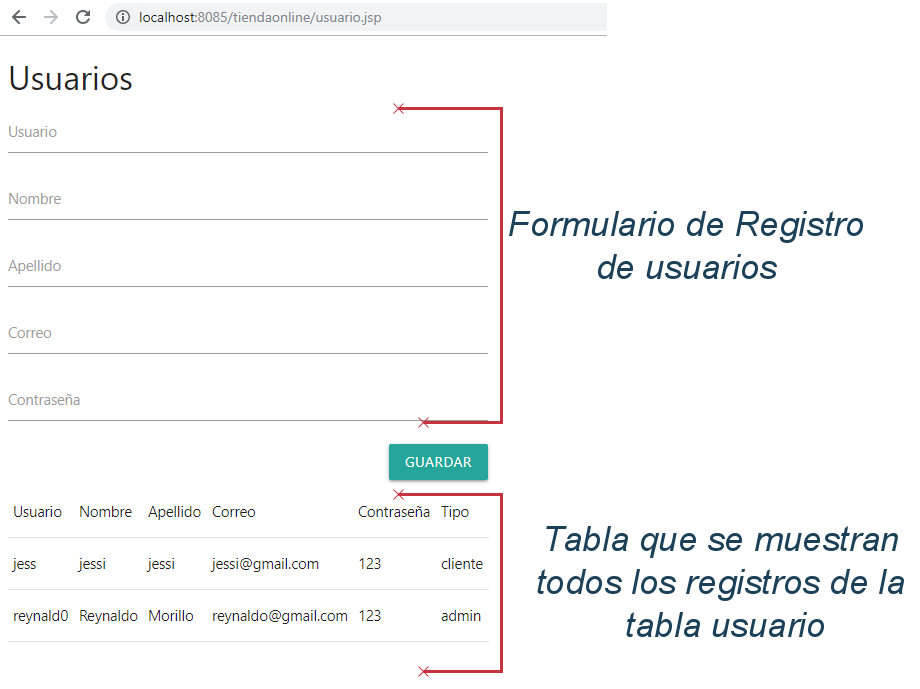 localhost:8085/tiendaonline/usuario.jsp
Usuarios
Usuario
Nombre
Apellido
Correo
Contraseña
GUARDAR
Formulario de Registro
de usuarios
Usuario Nombre Apellido Correo Contraseña Tipo
jess jessi jessi jessi@gmail.com 123 cliente
reynald0 Reynaldo Morillo reynaldo@gmail.com 123 admin
Tabla que se muestran
todos los registros de la
tabla usuario